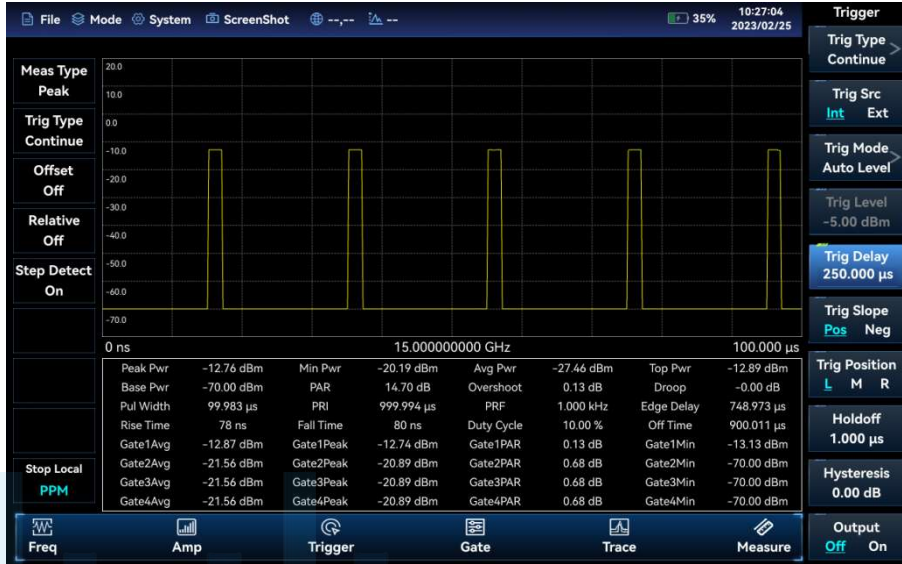 File Mode System ScreenShot --,-- -- 35% 10:27:04 2023/02/25
Meas Type
Peak
Trig Type
Continue
Offset
Off
Relative
Off
Step Detect
On
Stop Local
PPM
20.0
10.0
0.0
-10.0
-20.0
-30.0
-40.0
-50.0
-60.0
-70.0
0 ns 15.000000000 GHz 100.000 µs
Peak Pwr -12.76 dBm Min Pwr -20.19 dBm Avg Pwr -27.46 dBm Top Pwr -12.89 dBm
Base Pwr -70.00 dBm PAR 14.70 dB Overshoot 0.13 dB Droop -0.00 dB
Pul Width 99.983 µs PRI 999.994 µs PRF 1.000 kHz Edge Delay 748.973 µs
Rise Time 78 ns Fall Time 80 ns Duty Cycle 10.00 % Off Time 900.011 µs
Gate1Avg -12.87 dBm Gate1Peak -12.74 dBm Gate1PAR 0.13 dB Gate1Min -13.13 dBm
Gate2Avg -21.56 dBm Gate2Peak -20.89 dBm Gate2PAR 0.68 dB Gate2Min -70.00 dBm
Gate3Avg -21.56 dBm Gate3Peak -20.89 dBm Gate3PAR 0.68 dB Gate3Min -70.00 dBm
Gate4Avg -21.56 dBm Gate4Peak -20.89 dBm Gate4PAR 0.68 dB Gate4Min -70.00 dBm
Freq Amp Trigger Gate Trace Measure
Trigger
Trig Type >
Continue
Trig Src
Int Ext
Trig Mode >
Auto Level
Trig Level
-5.00 dBm
Trig Delay
250.000 µs
Trig Slope
Pos Neg
Trig Position
L M R
Holdoff
1.000 µs
Hysteresis
0.00 dB
Output
Off On